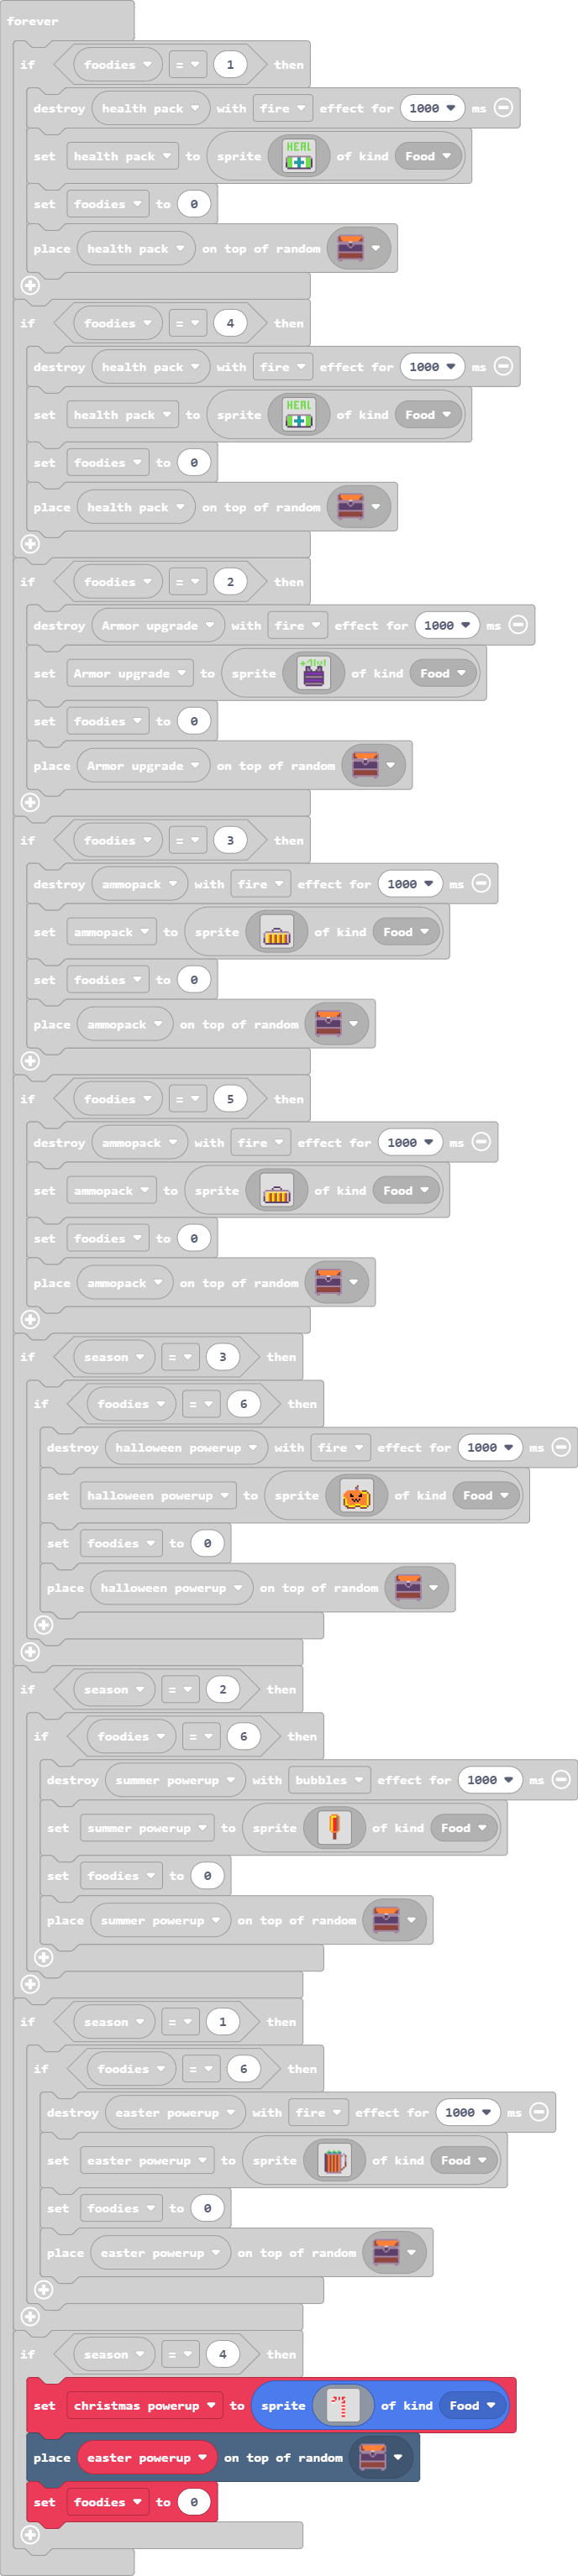 forever
if foodies = 1 then
destroy health pack with fire effect for 1000 ms
set health pack to sprite HEAL of kind Food
set foodies to 0
place health pack on top of random
if foodies = 4 then
destroy health pack with fire effect for 1000 ms
set health pack to sprite HEAL of kind Food
set foodies to 0
place health pack on top of random
if foodies = 2 then
destroy Armor upgrade with fire effect for 1000 ms
set Armor upgrade to sprite of kind Food
set foodies to 0
place Armor upgrade on top of random
if foodies = 3 then
destroy ammopack with fire effect for 1000 ms
set ammopack to sprite of kind Food
set foodies to 0
place ammopack on top of random
if foodies = 5 then
destroy ammopack with fire effect for 1000 ms
set ammopack to sprite of kind Food
set foodies to 0
place ammopack on top of random
if season = 3 then
if foodies = 6 then
destroy halloween powerup with fire effect for 1000 ms
set halloween powerup to sprite of kind Food
set foodies to 0
place halloween powerup on top of random
if season = 2 then
if foodies = 6 then
destroy summer powerup with bubbles effect for 1000 ms
set summer powerup to sprite of kind Food
set foodies to 0
place summer powerup on top of random
if season = 1 then
if foodies = 6 then
destroy easter powerup with fire effect for 1000 ms
set easter powerup to sprite of kind Food
set foodies to 0
place easter powerup on top of random
if season = 4 then
set christmas powerup to sprite of kind Food
place easter powerup on top of random
set foodies to 0